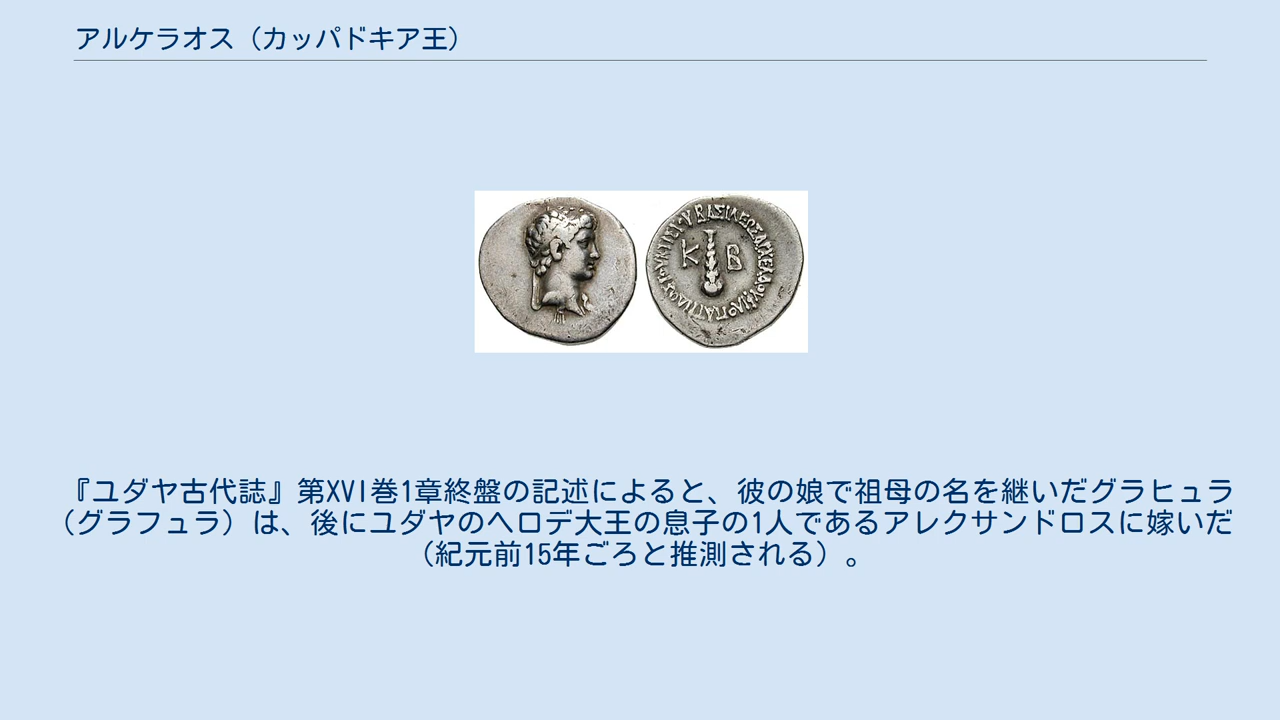 アルケラオス（カッパドキア王）
Κ Β
『ユダヤ古代誌』第XVI巻1章終盤の記述によると、彼の娘で祖母の名を継いだグラヒュラ
（グラフュラ）は、後にユダヤのヘロデ大王の息子の1人であるアレクサンドロスに嫁いだ
（紀元前15年ごろと推測される）。